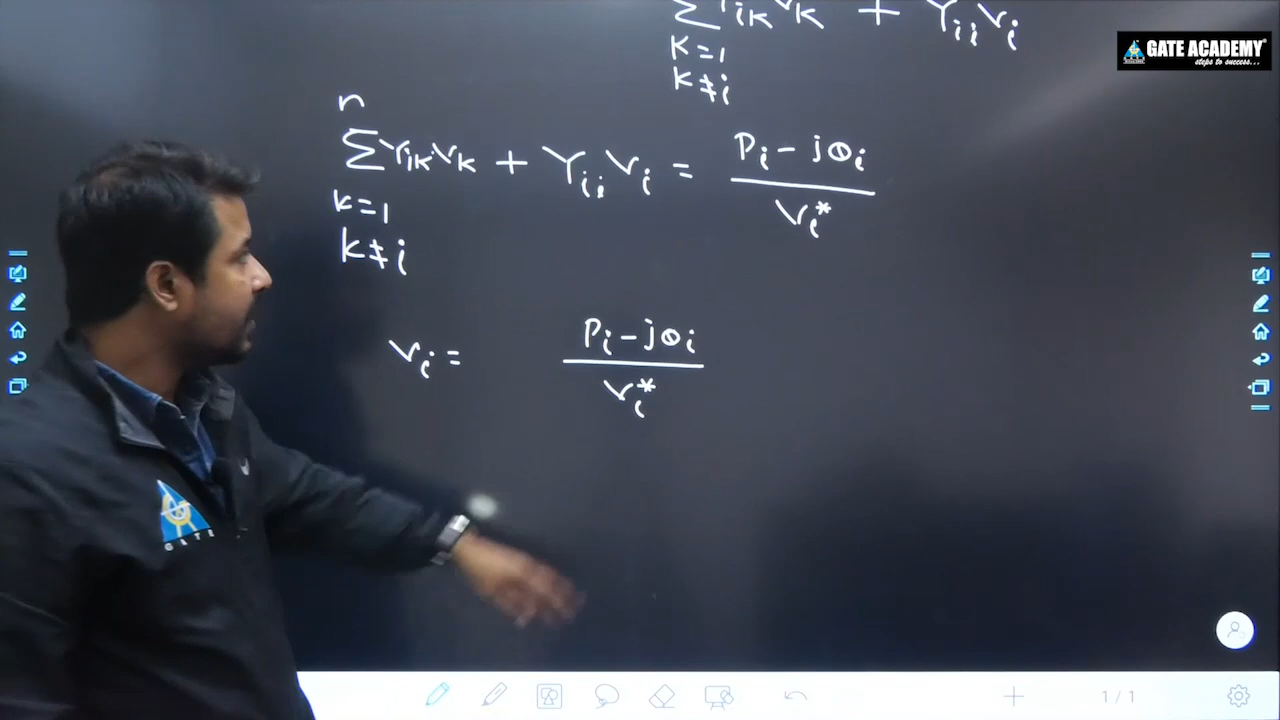 Σ Y_ik V_k + Y_ii V_i
k=1
k≠i
GATE ACADEMY®
steps to success...
n
Σ Y_ik V_k + Y_ii V_i = (P_i - jQ_i) / V_i*
k=1
k≠i
V_i = (P_i - jQ_i) / V_i*
GATE
1/1